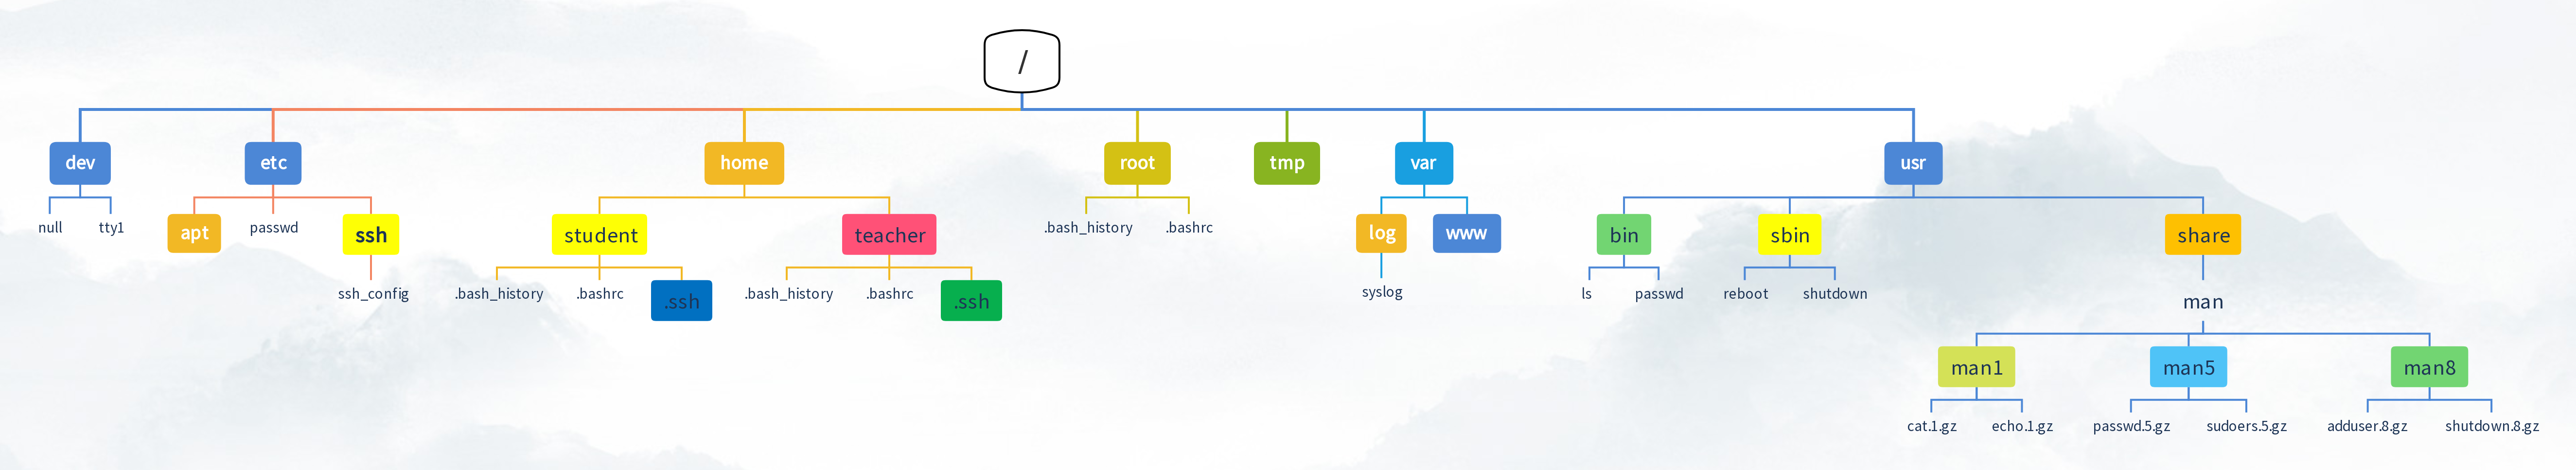 /
dev
etc
home
root
tmp
var
usr
null
tty1
apt
passwd
ssh
student
teacher
.bash_history
.bashrc
log
www
bin
sbin
share
ssh_config
.bash_history
.bashrc
.ssh
.bash_history
.bashrc
.ssh
syslog
ls
passwd
reboot
shutdown
man
man1
man5
man8
cat.1.gz
echo.1.gz
passwd.5.gz
sudoers.5.gz
adduser.8.gz
shutdown.8.gz